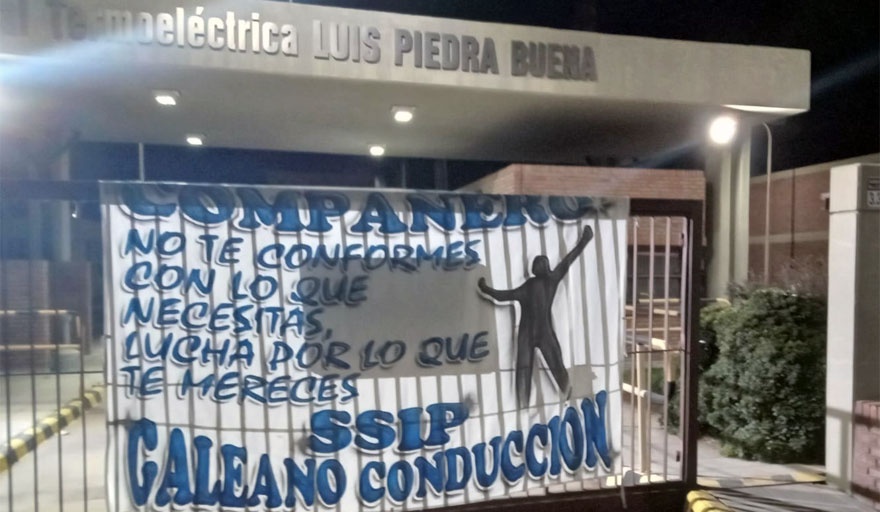 Termoeléctrica LUIS PIEDRA BUENA
COMPAÑERO:
NO TE CONFORMES
CON LO QUE
NECESITAS,
LUCHA POR LO QUE
TE MERECES
SSIP
GALEANO CONDUCCIÓN